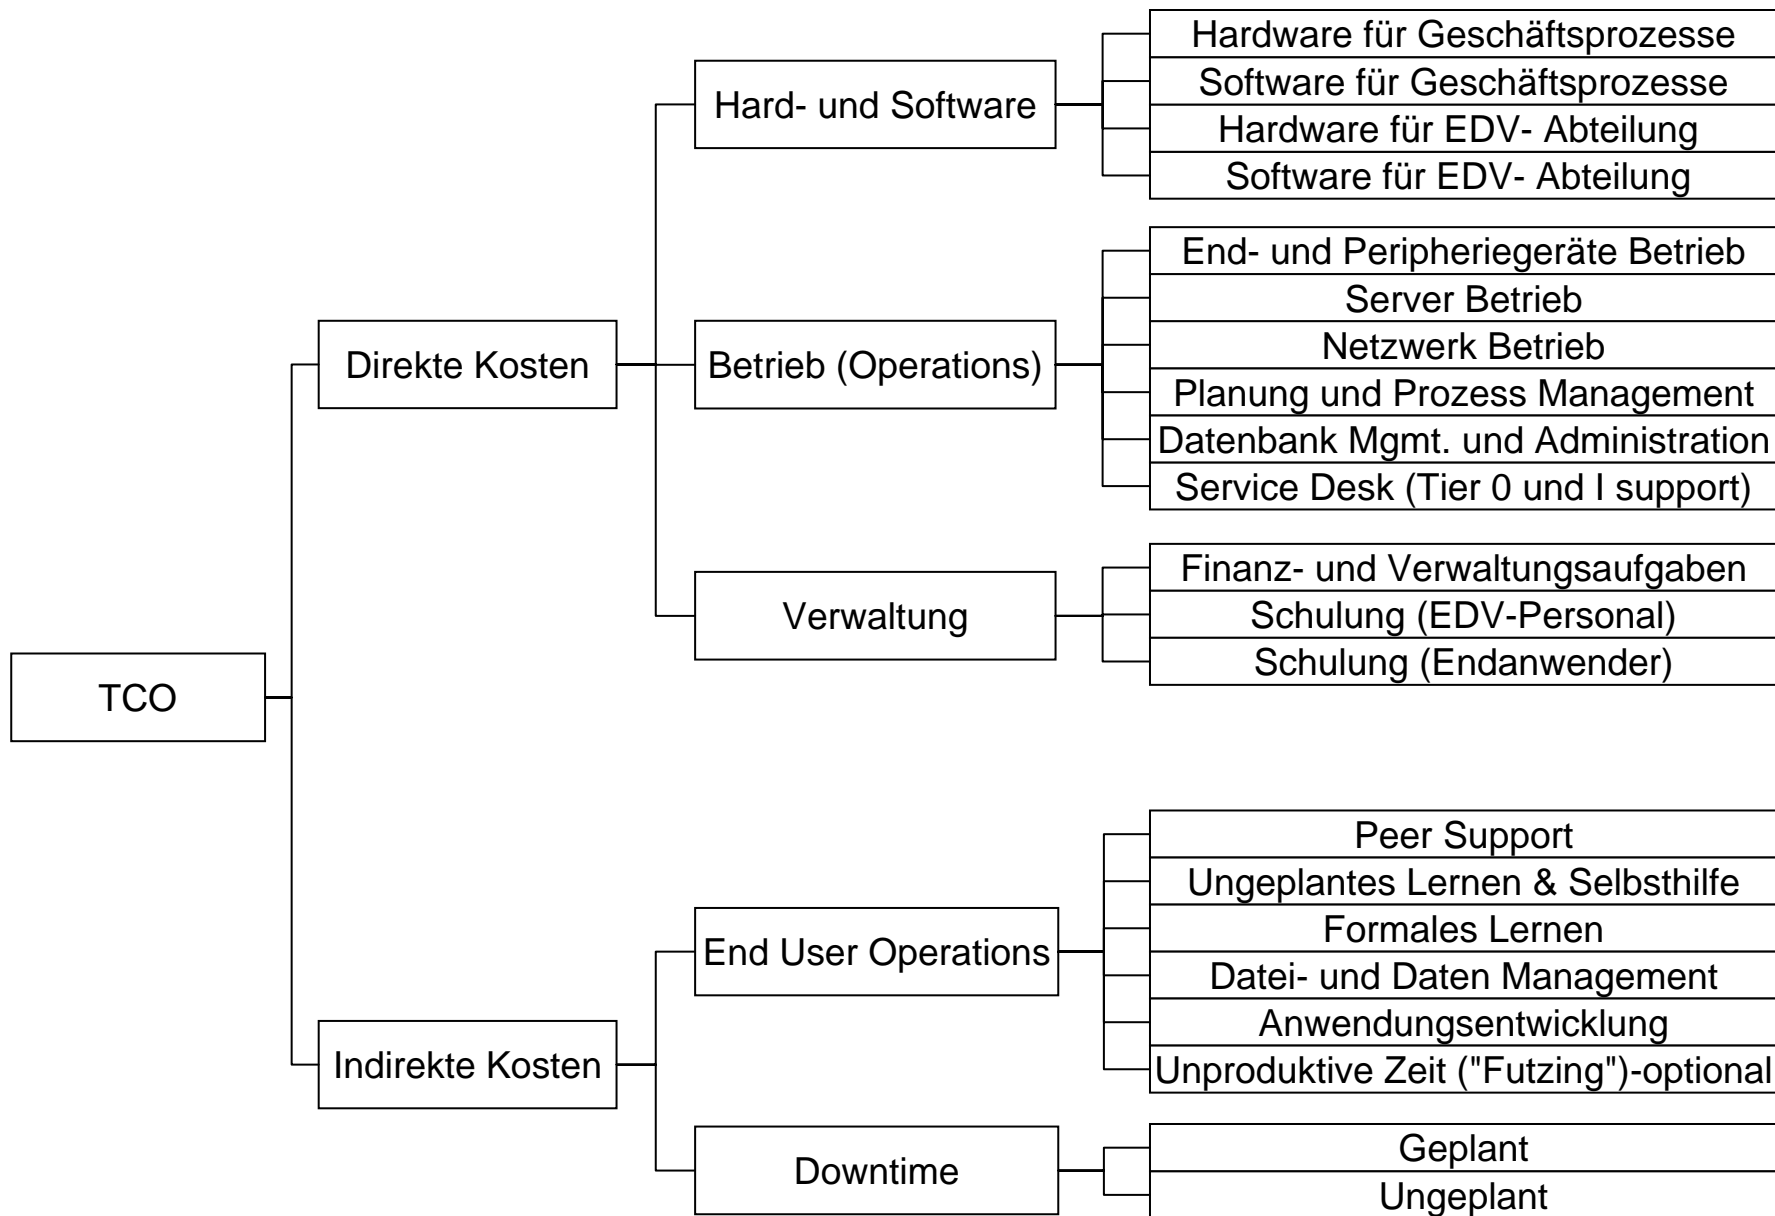 TCO
Direkte Kosten
Hard- und Software
Hardware für Geschäftsprozesse
Software für Geschäftsprozesse
Hardware für EDV- Abteilung
Software für EDV- Abteilung
Betrieb (Operations)
End- und Peripheriegeräte Betrieb
Server Betrieb
Netzwerk Betrieb
Planung und Prozess Management
Datenbank Mgmt. und Administration
Service Desk (Tier 0 und I support)
Verwaltung
Finanz- und Verwaltungsaufgaben
Schulung (EDV-Personal)
Schulung (Endanwender)
Indirekte Kosten
End User Operations
Peer Support
Ungeplantes Lernen & Selbsthilfe
Formales Lernen
Datei- und Daten Management
Anwendungsentwicklung
Unproduktive Zeit ("Futzing")-optional
Downtime
Geplant
Ungeplant